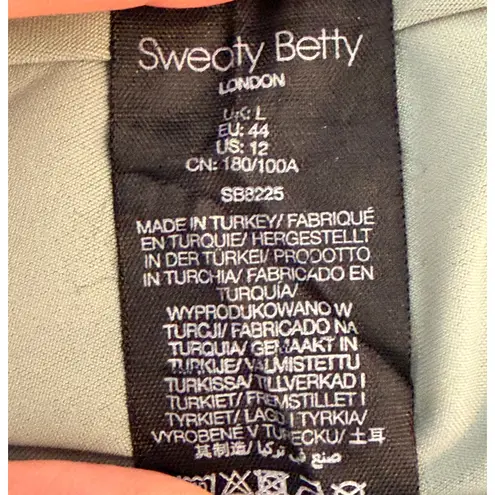 Sweaty Betty
LONDON
UK: L
EU: 44
US: 12
CN: 180/100A
SB8225
MADE IN TURKEY/ FABRIQUÉ
EN TURQUIE/ HERGESTELLT
IN DER TÜRKEI/ PRODOTTO
IN TURCHIA/ FABRICADO EN
TURQUÍA/
WYPRODUKOWANO W
TURCJI/ FABRICADO NA
TURQUIA/ GEMAAKT IN
TURKIJE/ VALMISTETTU
TURKISSA/ TILLVERKAD I
TURKIET/ FREMSTILLET I
TYRKIET/ LAGD I TYRKIA/
VYROBENÉ V TURECKU/ 土耳
其制造/ صنع في تركيا